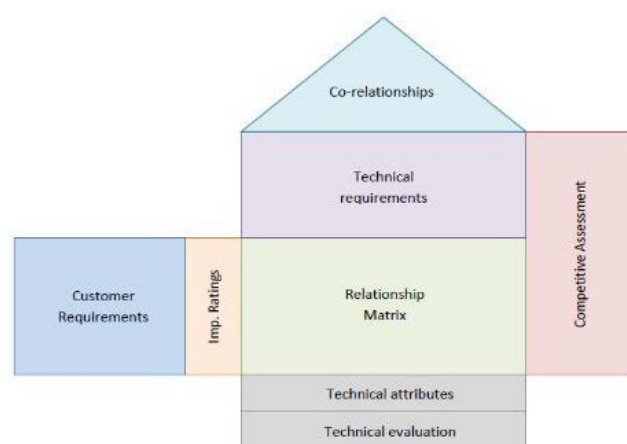 Co-relationships
Technical
requirements
Competitive Assessment
Customer
Requirements
Imp. Ratings
Relationship
Matrix
Technical attributes
Technical evaluation